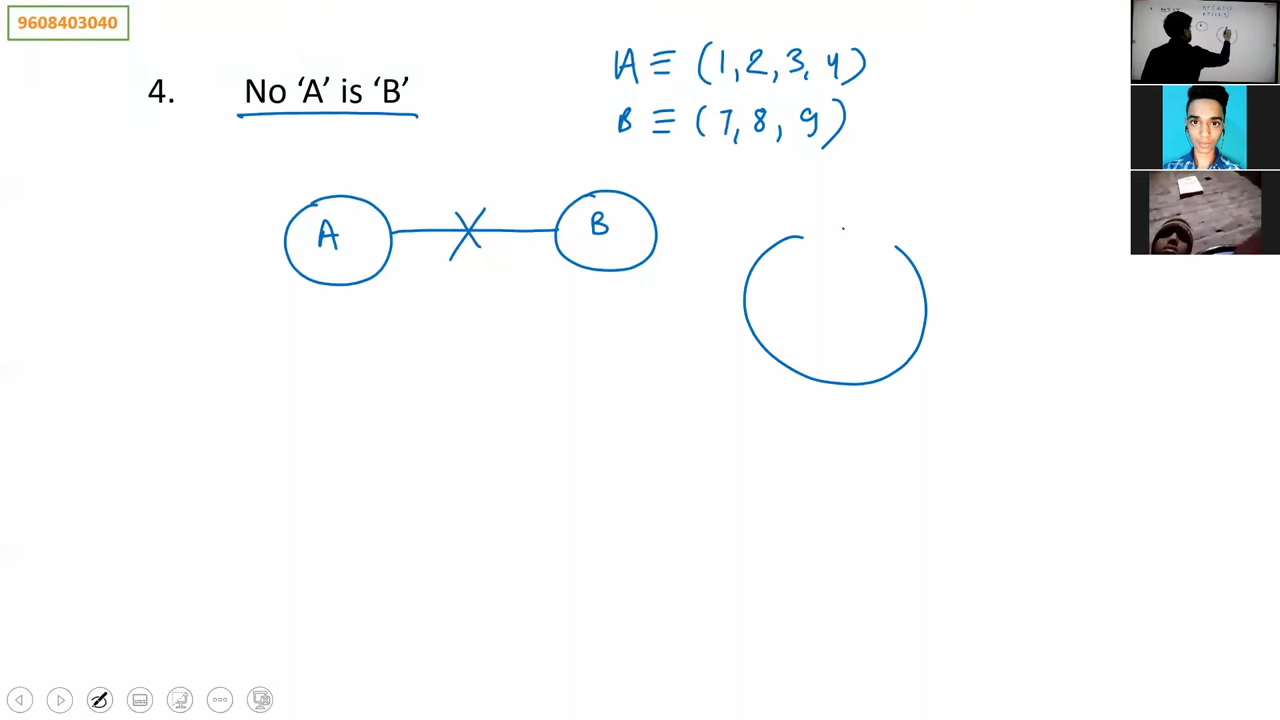 9608403040
4. No ‘A’ is ‘B’
A ≡ (1, 2, 3, 4)
B ≡ (7, 8, 9)
A B